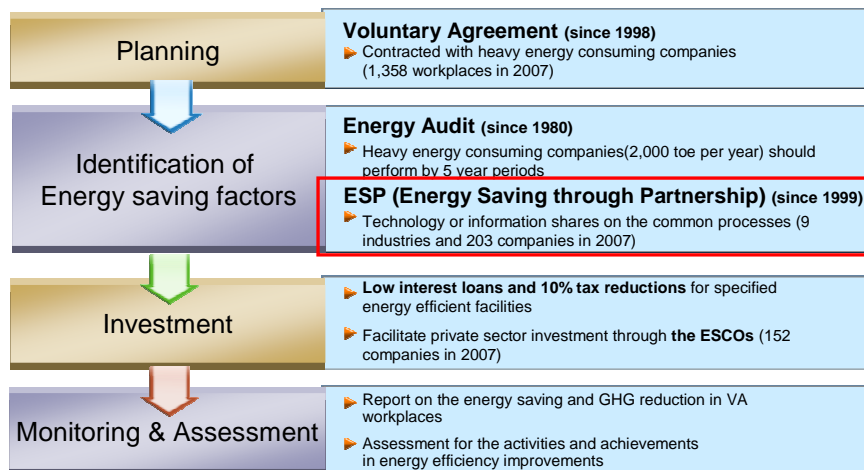 Planning
Voluntary Agreement (since 1998)
Contracted with heavy energy consuming companies
(1,358 workplaces in 2007)
Identification of
Energy saving factors
Energy Audit (since 1980)
Heavy energy consuming companies(2,000 toe per year) should
perform by 5 year periods
ESP (Energy Saving through Partnership) (since 1999)
Technology or information shares on the common processes (9
industries and 203 companies in 2007)
Investment
Low interest loans and 10% tax reductions for specified
energy efficient facilities
Facilitate private sector investment through the ESCOs (152
companies in 2007)
Monitoring & Assessment
Report on the energy saving and GHG reduction in VA
workplaces
Assessment for the activities and achievements
in energy efficiency improvements